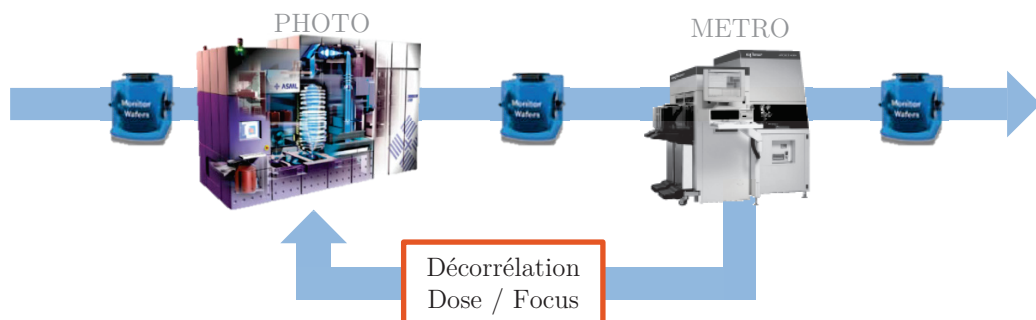 PHOTO
METRO
Monitor
Wafers
ASML
Monitor
Wafers
Monitor
Wafers
Décorrélation
Dose / Focus